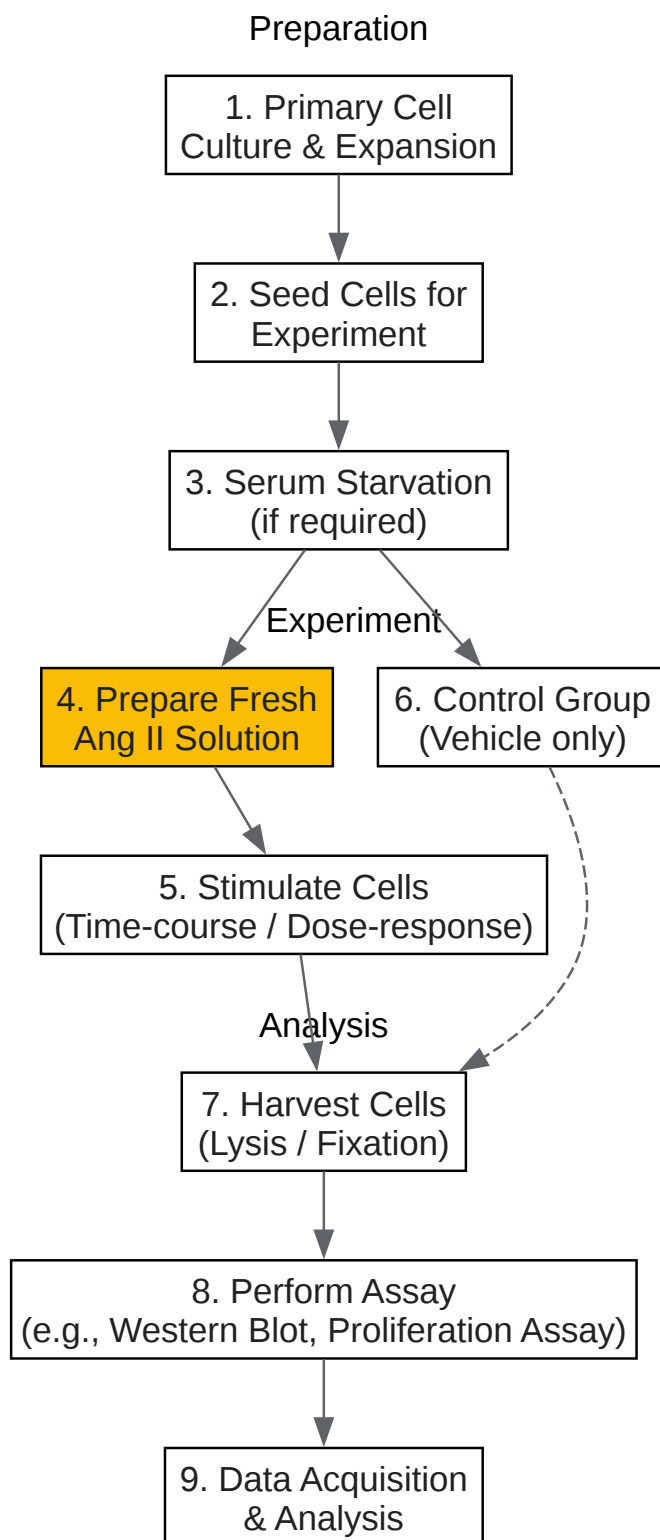 Preparation
1. Primary Cell
Culture & Expansion
2. Seed Cells for
Experiment
3. Serum Starvation
(if required)
Experiment
4. Prepare Fresh
Ang II Solution
6. Control Group
(Vehicle only)
5. Stimulate Cells
(Time-course / Dose-response)
Analysis
7. Harvest Cells
(Lysis / Fixation)
8. Perform Assay
(e.g., Western Blot, Proliferation Assay)
9. Data Acquisition
& Analysis